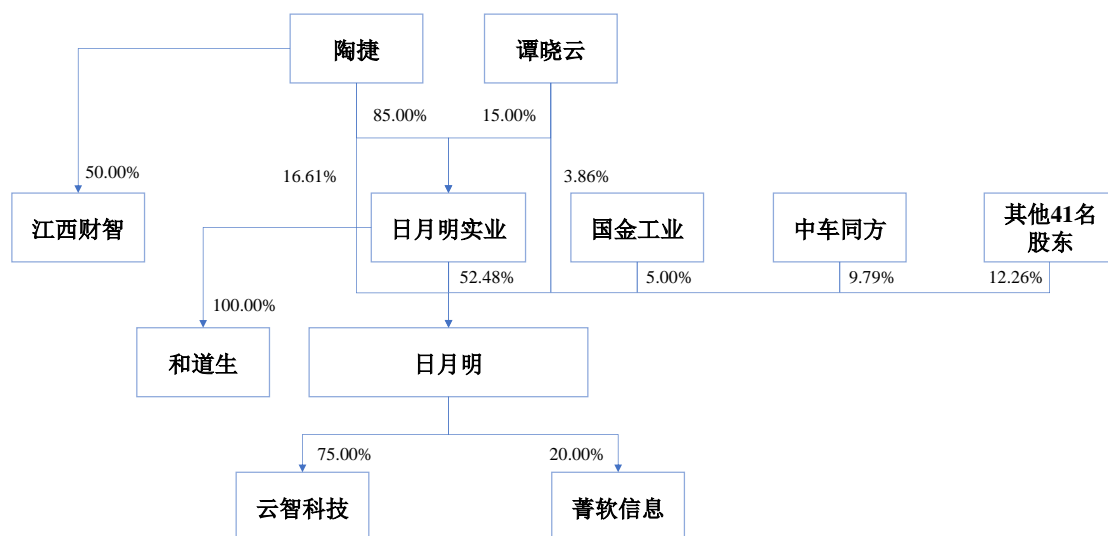 陶捷
谭晓云
85.00%
15.00%
50.00%
16.61%
3.86%
江西财智
日月明实业
国金工业
中车同方
其他41名
股东
52.48%
5.00%
9.79%
12.26%
100.00%
和道生
日月明
75.00%
20.00%
云智科技
菁软信息